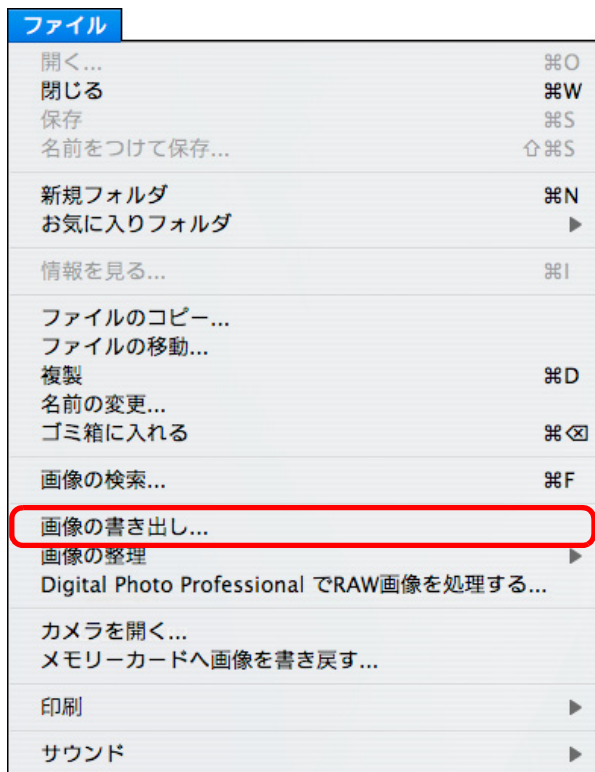 ファイル
開く... ⌘O
閉じる ⌘W
保存 ⌘S
名前をつけて保存... ⇧⌘S
新規フォルダ ⌘N
お気に入りフォルダ ▶
情報を見る... ⌘I
ファイルのコピー...
ファイルの移動...
複製 ⌘D
名前の変更...
ゴミ箱に入れる ⌘⌫
画像の検索... ⌘F
画像の書き出し...
画像の整理 ▶
Digital Photo Professional でRAW画像を処理する...
カメラを開く...
メモリーカードへ画像を書き戻す...
印刷 ▶
サウンド ▶